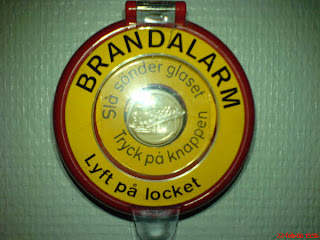 BRANDALARM
Slå sönder glaset
Tryck på knappen
Lyft på locket